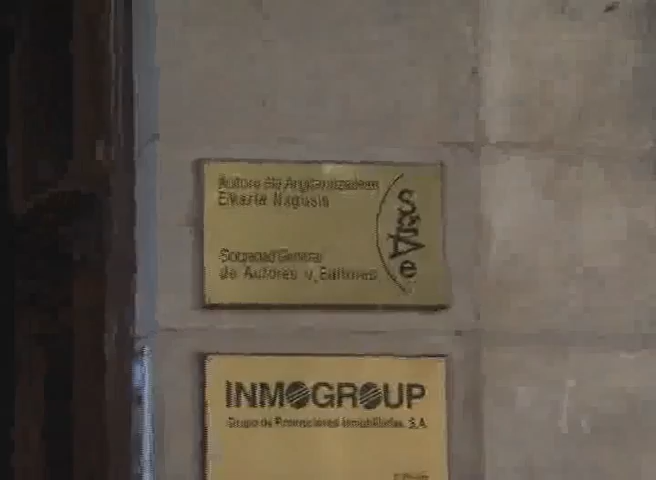 Autore eta Argitaratzaileen
Elkarte Nagusia
Sociedad General
de Autores y Editores
sgae
INMOGROUP
Grupo de Promociones Inmobiliarias, S.A.